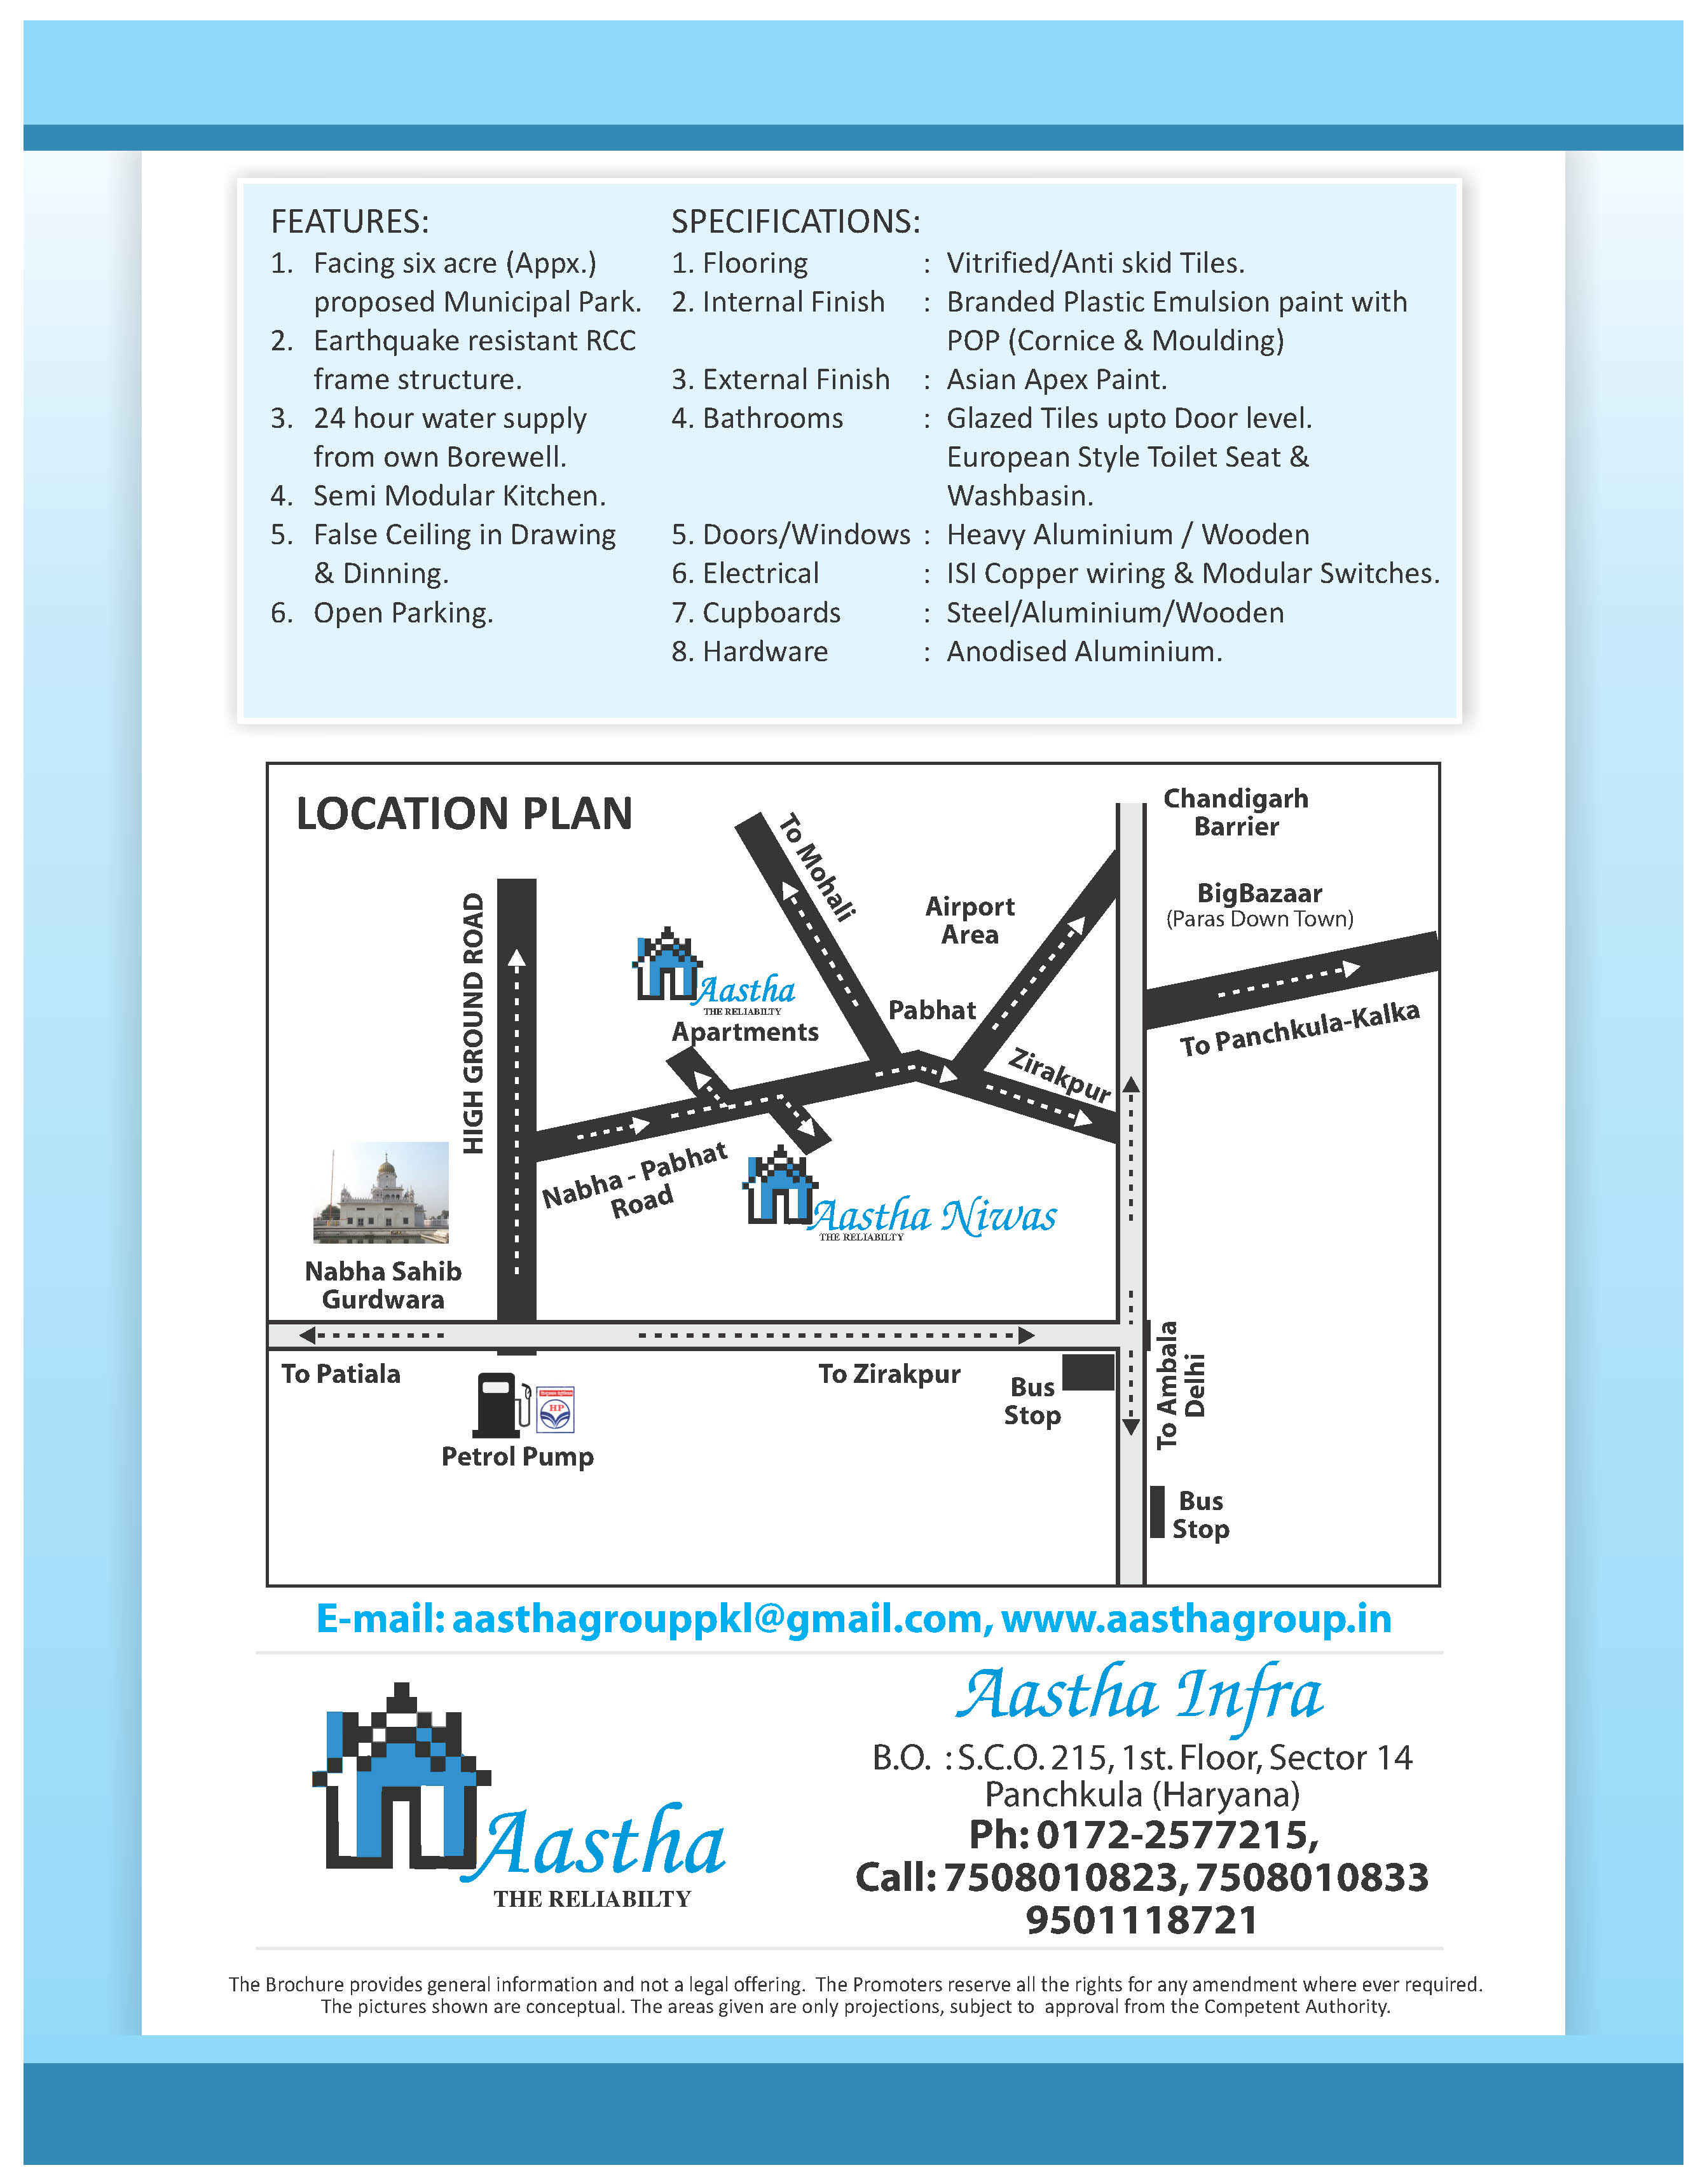 FEATURES:
1. Facing six acre (Appx.)
proposed Municipal Park.
2. Earthquake resistant RCC
frame structure.
3. 24 hour water supply
from own Borewell.
4. Semi Modular Kitchen.
5. False Ceiling in Drawing
& Dinning.
6. Open Parking.
SPECIFICATIONS:
1. Flooring : Vitrified/Anti skid Tiles.
2. Internal Finish : Branded Plastic Emulsion paint with
POP (Cornice & Moulding)
3. External Finish : Asian Apex Paint.
4. Bathrooms : Glazed Tiles upto Door level.
European Style Toilet Seat &
Washbasin.
5. Doors/Windows : Heavy Aluminium / Wooden
6. Electrical : ISI Copper wiring & Modular Switches.
7. Cupboards : Steel/Aluminium/Wooden
8. Hardware : Anodised Aluminium.
LOCATION PLAN
To Mohali
Chandigarh
Barrier
HIGH GROUND ROAD
Airport
Area
BigBazaar
(Paras Down Town)
Aastha
THE RELIABILTY
Apartments
Pabhat
Zirakpur
To Panchkula-Kalka
Nabha - Pabhat
Road
Aastha Niwas
THE RELIABILTY
Nabha Sahib
Gurdwara
To Patiala
To Zirakpur
Bus
Stop
To Ambala
Delhi
HP
Petrol Pump
Bus
Stop
E-mail: aasthagrouppkl@gmail.com, www.aasthagroup.in
Aastha
THE RELIABILTY
Aastha Infra
B.O. : S.C.O. 215, 1st. Floor, Sector 14
Panchkula (Haryana)
Ph: 0172-2577215,
Call: 7508010823, 7508010833
9501118721
The Brochure provides general information and not a legal offering. The Promoters reserve all the rights for any amendment where ever required.
The pictures shown are conceptual. The areas given are only projections, subject to approval from the Competent Authority.